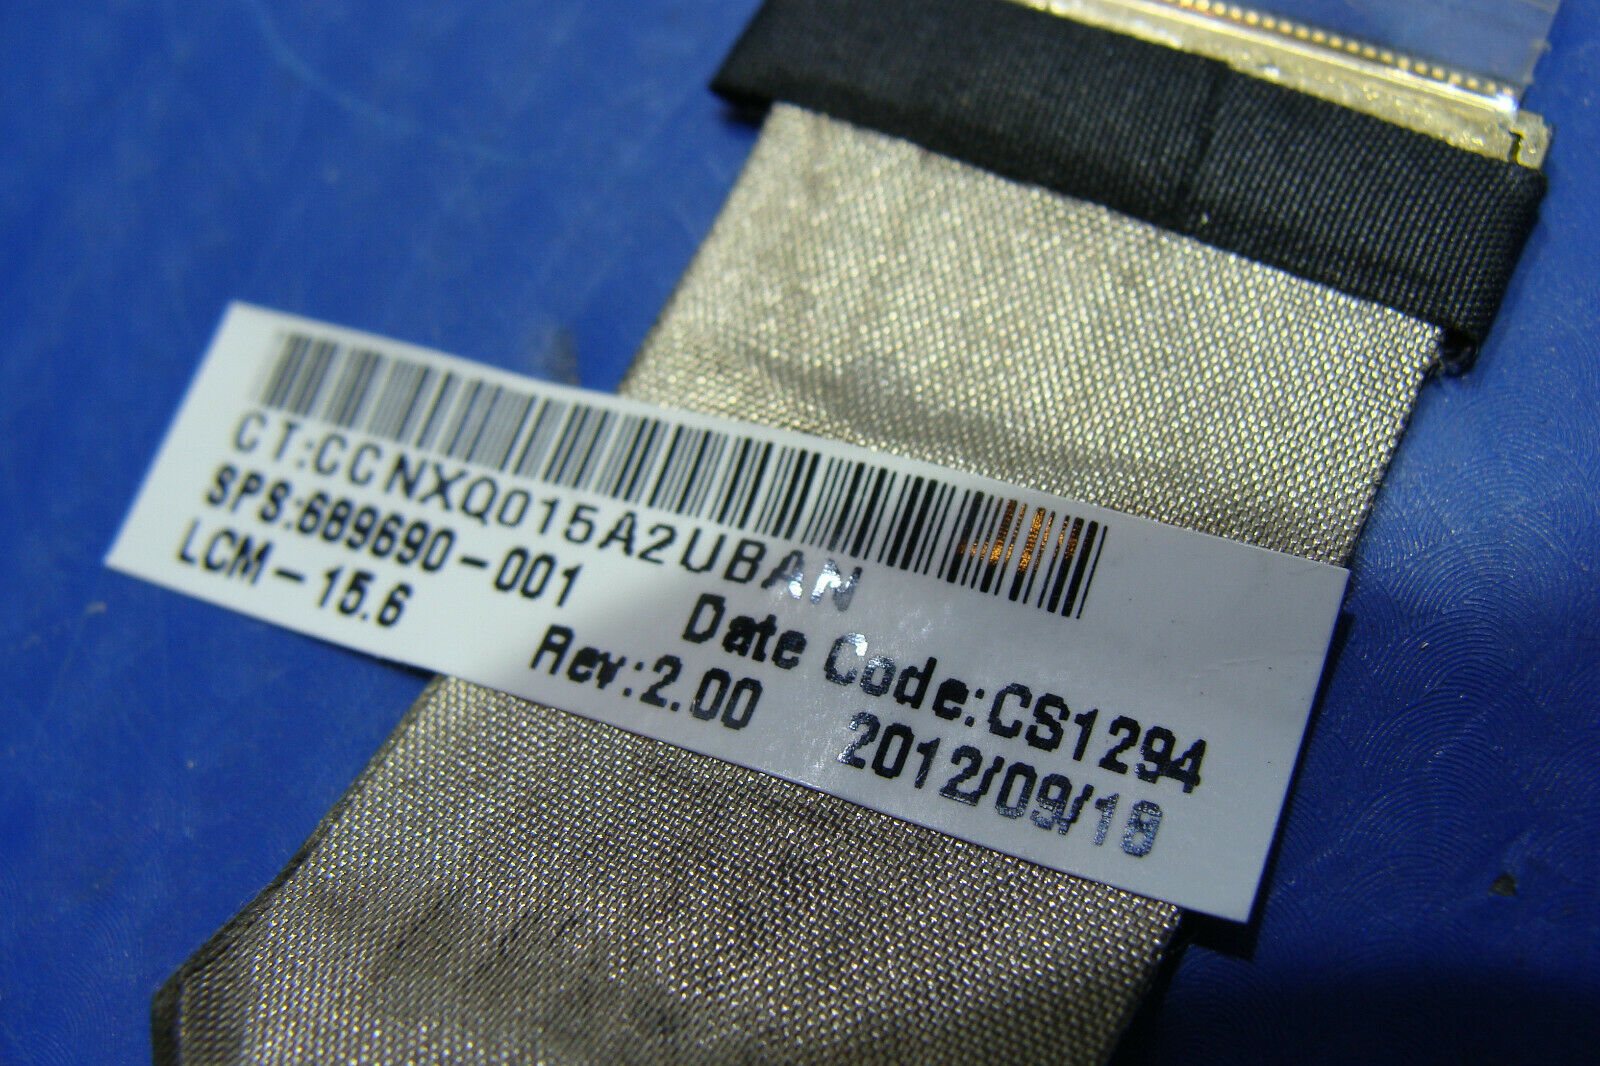 CT:CCNXQ015A2UBAN
SPS:689690-001 Date Code:CS1294
LCM-15.6 Rev:2.00 2012/09/18